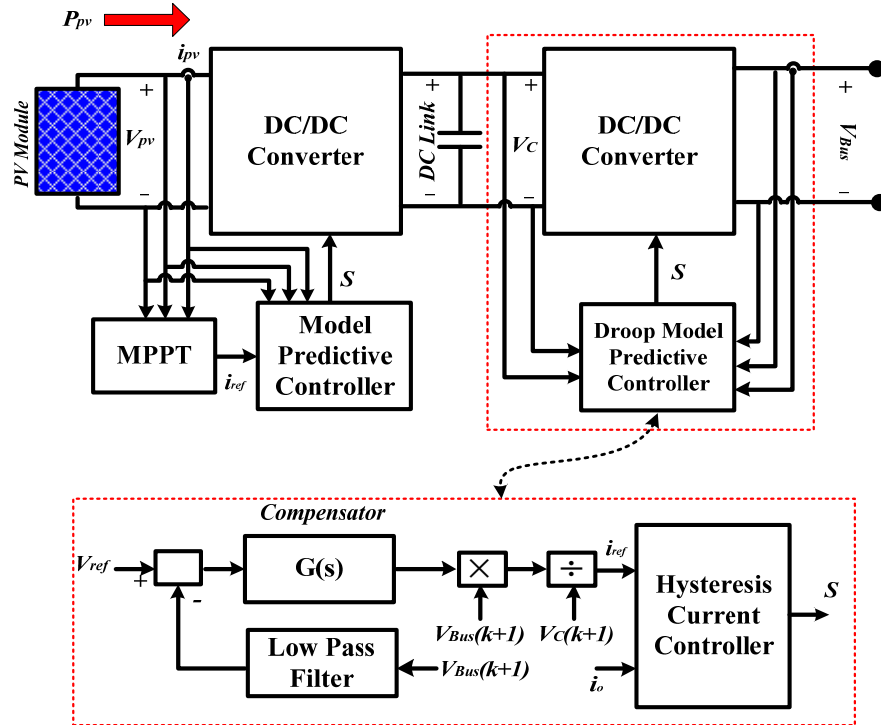 Ppv
ipv
PV Module
+
Vpv
–
DC/DC
Converter
+
DC Link
–
+
VC
–
DC/DC
Converter
+
VBus
–
S
S
MPPT
iref
Model
Predictive
Controller
Droop Model
Predictive
Controller
Compensator
Vref
+
-
G(s)
×
÷
iref
Hysteresis
Current
Controller
S
VBus(k+1)
VC(k+1)
Low Pass
Filter
VBus(k+1)
io